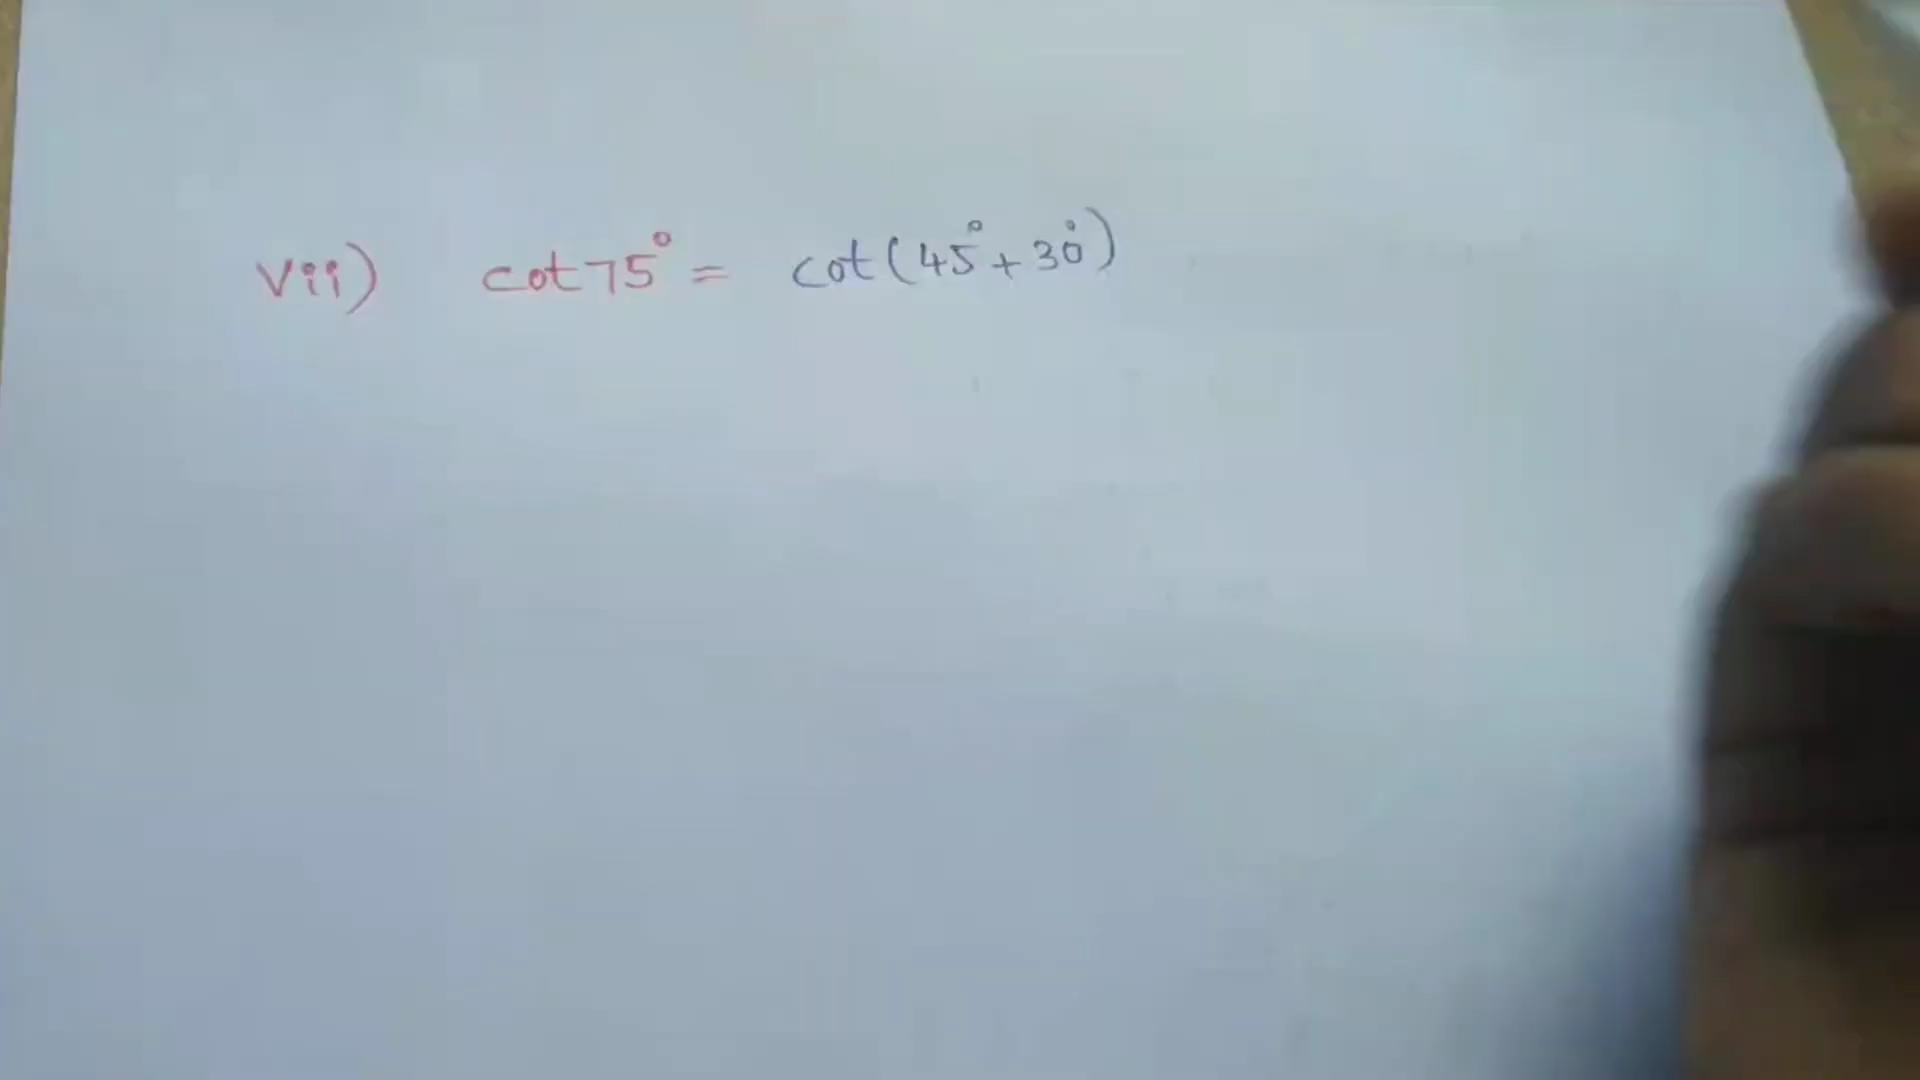 vii) cot 75° = cot (45° + 30°)